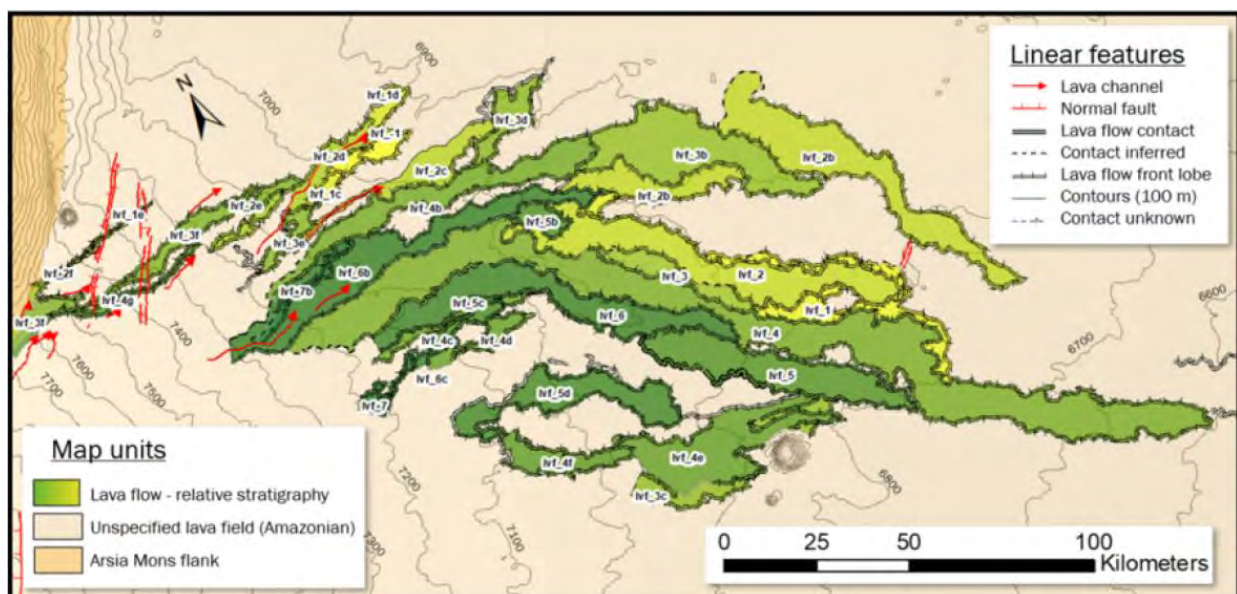 Linear features
Lava channel
Normal fault
Lava flow contact
Contact inferred
Lava flow front lobe
Contours (100 m)
Contact unknown
N
6900
7000
lvf_1d
lvf_1
lvf_3d
lvf_2d
lvf_2c
lvf_1c
lvf_3b
lvf_2b
lvf_1e
lvf_2e
lvf_4b
lvf_2b
lvf_3f
lvf_3e
lvf_5b
lvf_2f
lvf_6b
lvf_3
lvf_2
lvf_4g
lvf_7b
lvf_5c
lvf_6
lvf_1
6600
lvf_3f
7400
lvf_4c
lvf_4d
lvf_4
6700
7600
7500
7700
lvf_6c
lvf_5
lvf_7
lvf_5d
lvf_4f
lvf_4e
lvf_3c
6800
7200
7100
7300
Map units
Lava flow - relative stratigraphy
Unspecified lava field (Amazonian)
Arsia Mons flank
0 25 50 100
Kilometers